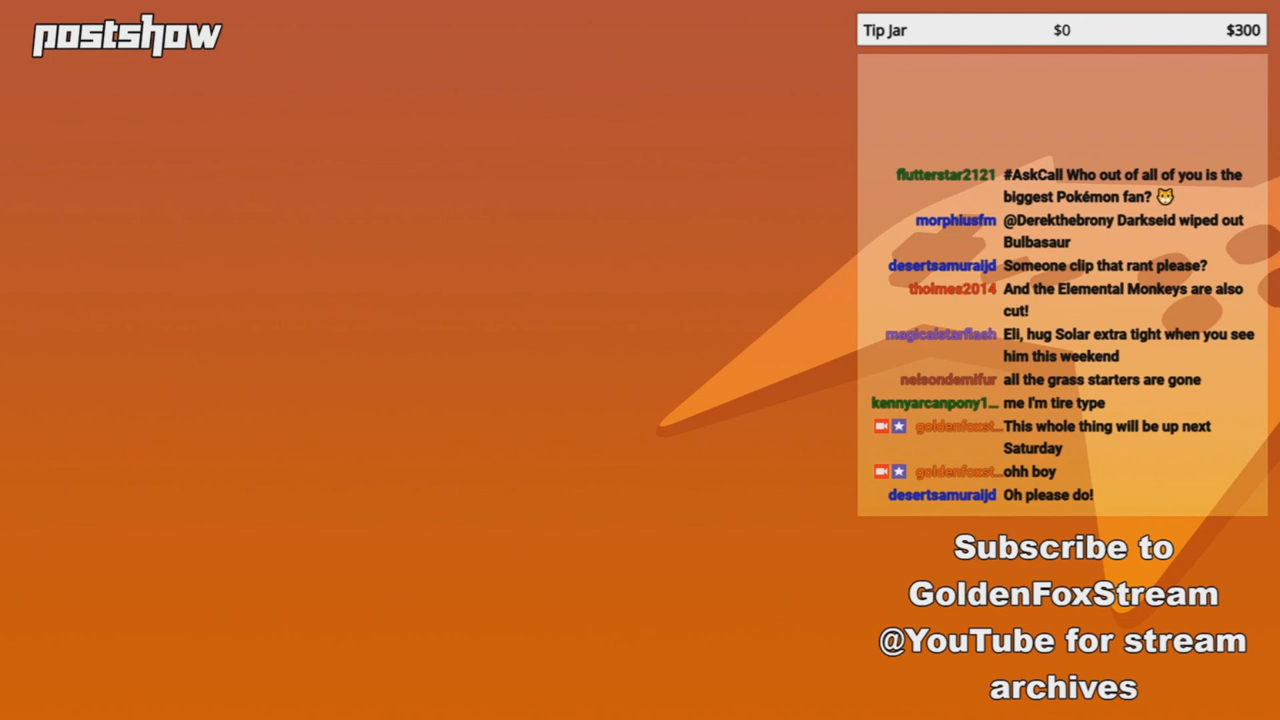 postshow
Tip Jar $0 $300
flutterstar2121 #AskCall Who out of all of you is the
biggest Pokémon fan? 🐯
morphiusfm @Derekthebrony Darkseid wiped out
Bulbasaur
desertsamuraijd Someone clip that rant please?
tholmes2014 And the Elemental Monkeys are also
cut!
magicalstarflash Eli, hug Solar extra tight when you see
him this weekend
nelsondemifur all the grass starters are gone
kennyarcanpony1... me I'm tire type
goldenfoxst... This whole thing will be up next
Saturday
goldenfoxst... ohh boy
desertsamuraijd Oh please do!
Subscribe to
GoldenFoxStream
@YouTube for stream
archives